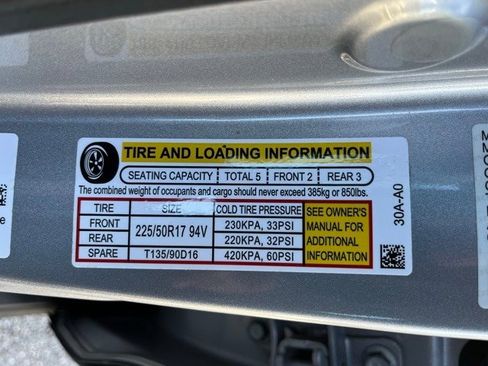 TIRE AND LOADING INFORMATION
SEATING CAPACITY TOTAL 5 FRONT 2 REAR 3
The combined weight of occupants and cargo should never exceed 385kg or 850lbs.
TIRE SIZE COLD TIRE PRESSURE SEE OWNER'S MANUAL FOR ADDITIONAL INFORMATION
FRONT 225/50R17 94V 230KPA, 33PSI
REAR 220KPA, 32PSI
SPARE T135/90D16 420KPA, 60PSI
30A-A0